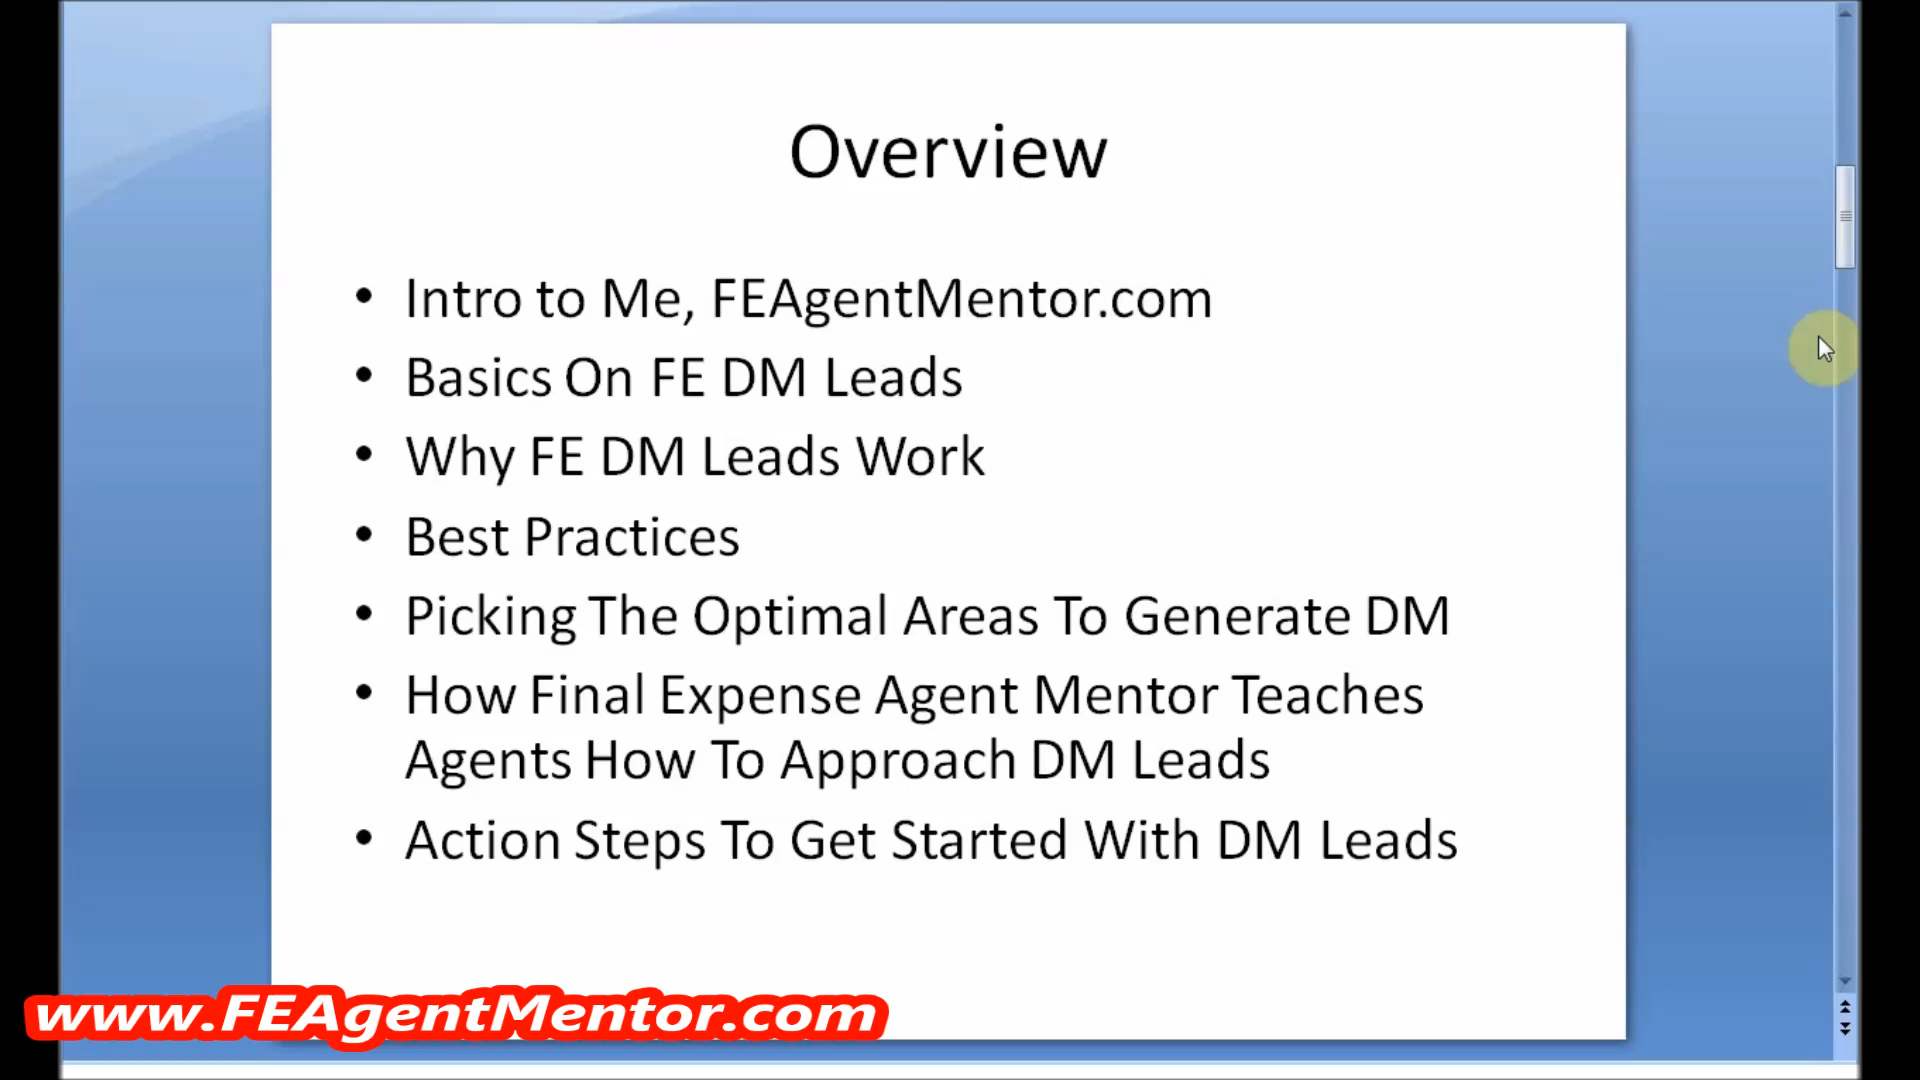 Overview
• Intro to Me, FEAgentMentor.com
• Basics On FE DM Leads
• Why FE DM Leads Work
• Best Practices
• Picking The Optimal Areas To Generate DM
• How Final Expense Agent Mentor Teaches
Agents How To Approach DM Leads
• Action Steps To Get Started With DM Leads
www.FEAgentMentor.com